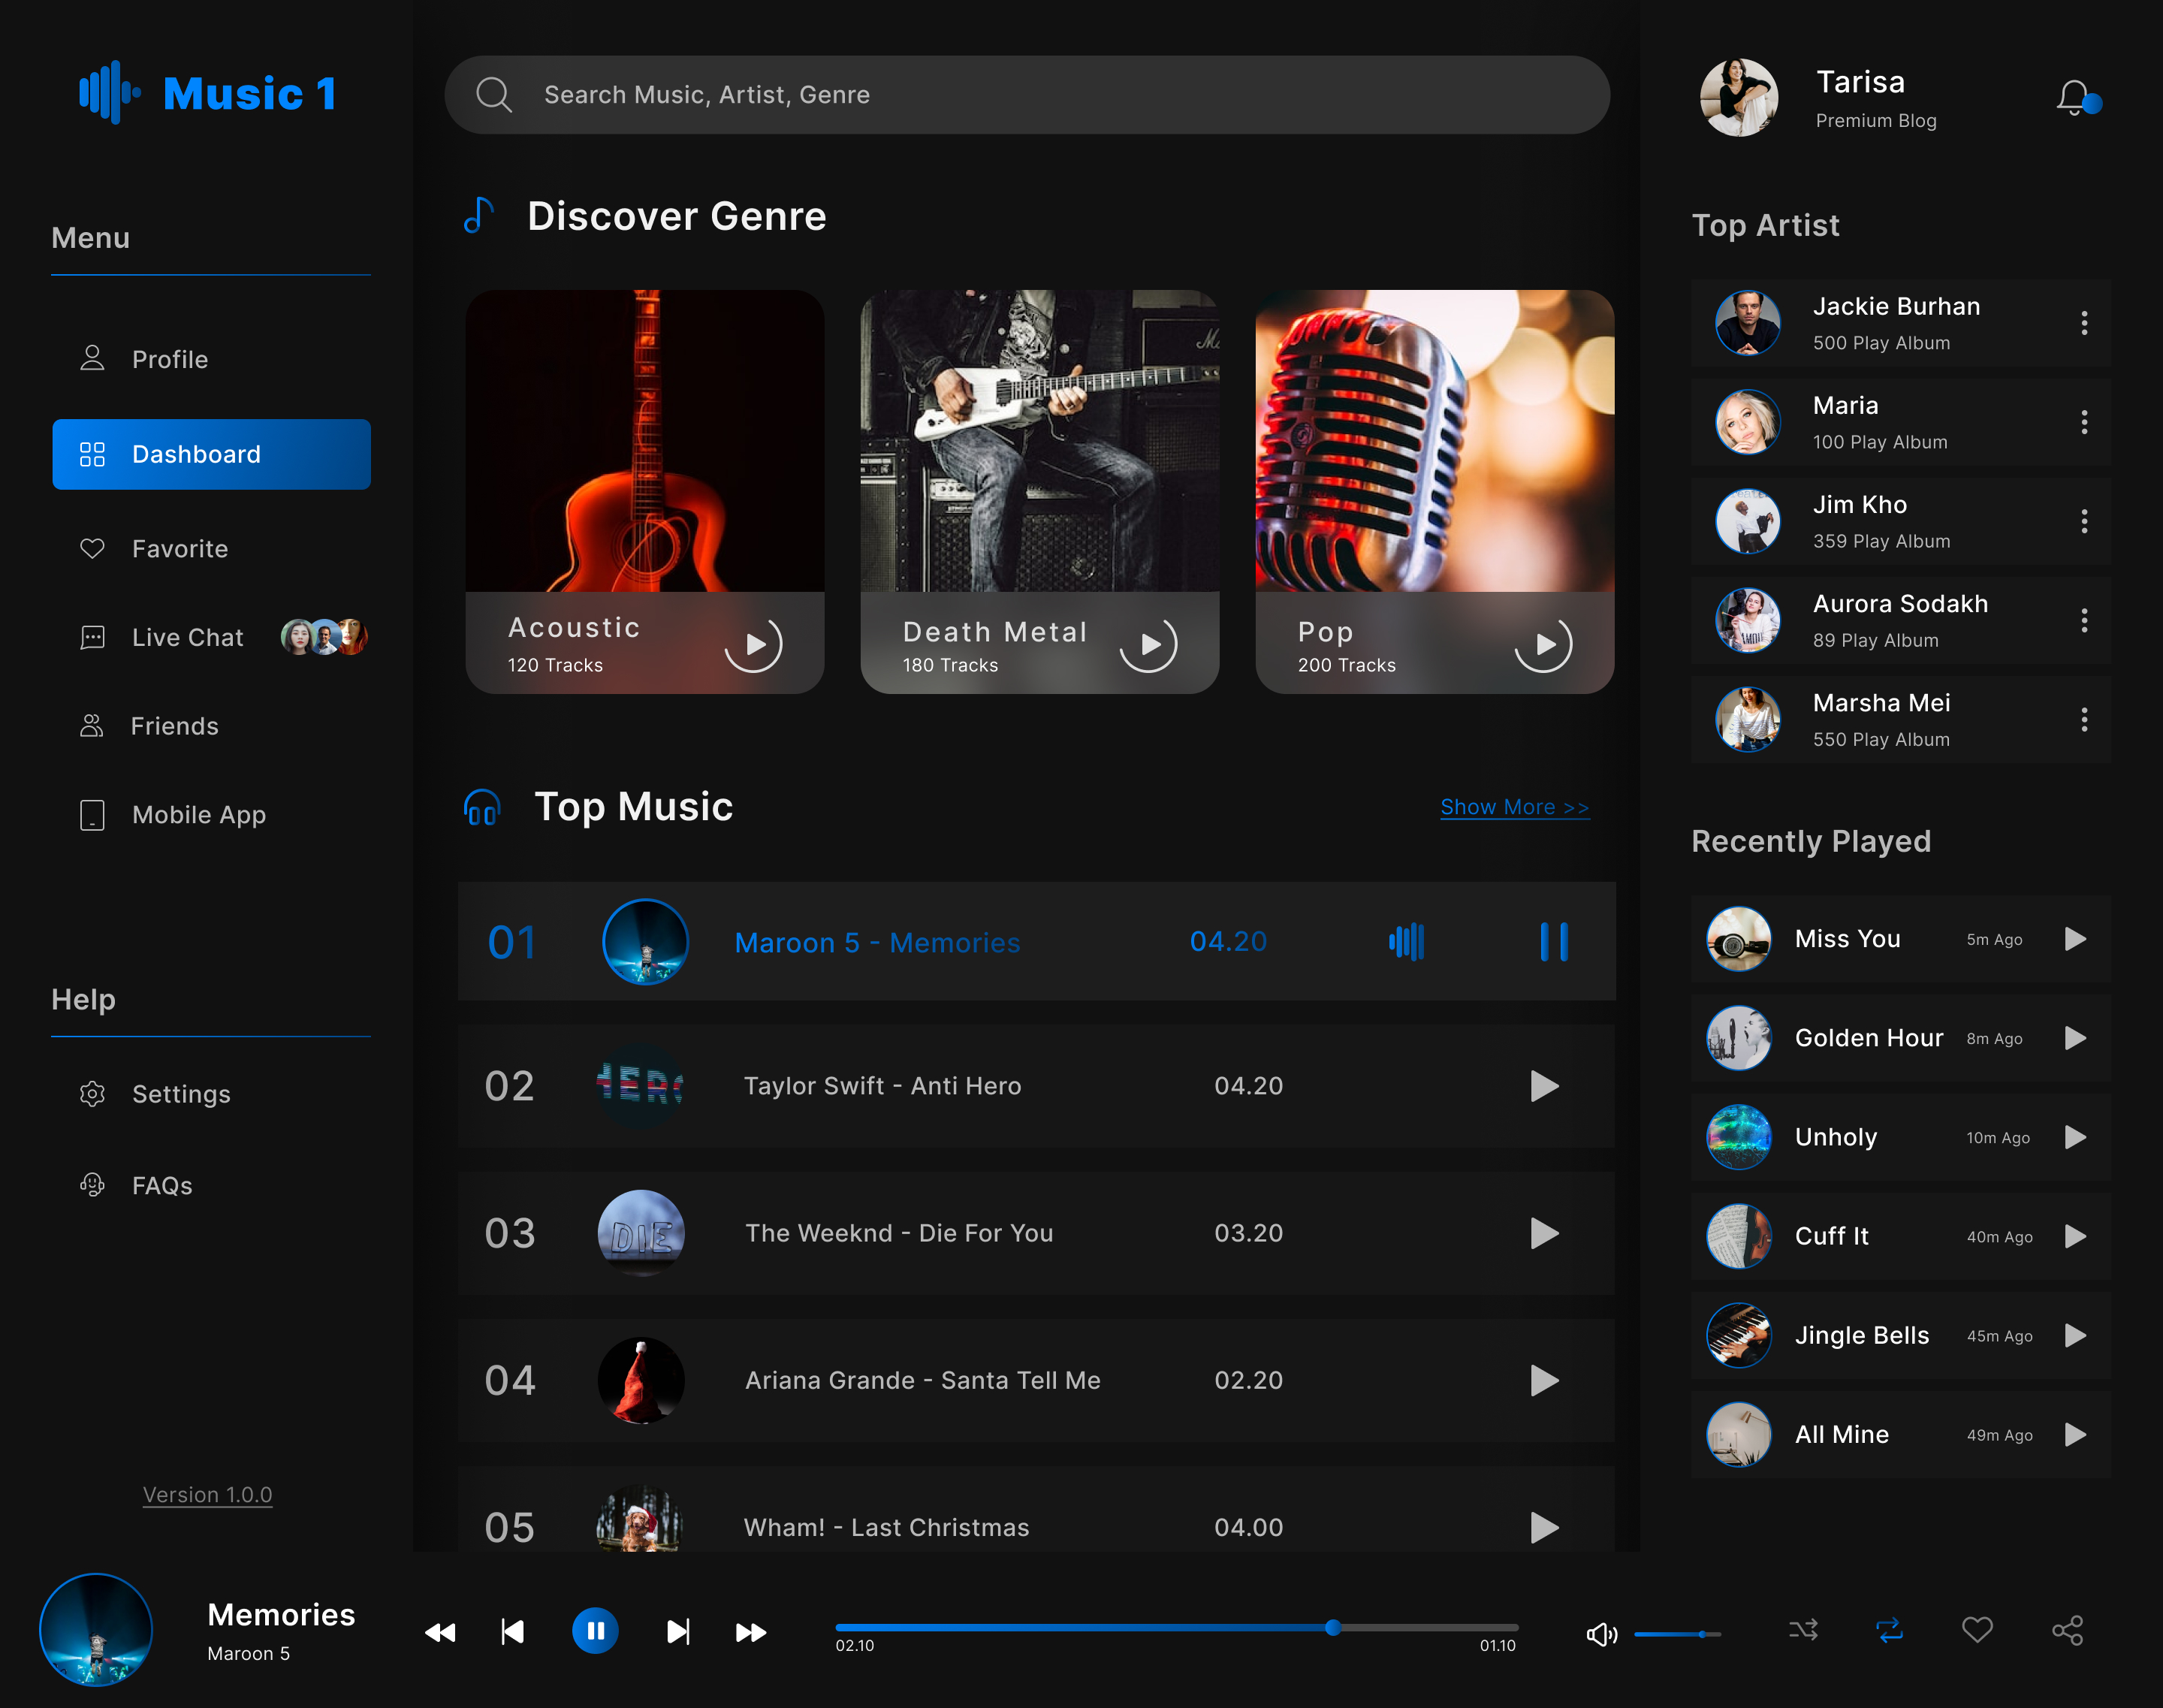 Music 1
Menu
Profile
Dashboard
Favorite
Live Chat
Friends
Mobile App
Help
Settings
FAQs
Version 1.0.0
Search Music, Artist, Genre
Discover Genre
Acoustic
120 Tracks
Death Metal
180 Tracks
Pop
200 Tracks
Top Music
Show More >>
01 Maroon 5 - Memories 04.20
02 Taylor Swift - Anti Hero 04.20
03 DIE The Weeknd - Die For You 03.20
04 Ariana Grande - Santa Tell Me 02.20
05 Wham! - Last Christmas 04.00
Tarisa
Premium Blog
Top Artist
Jackie Burhan
500 Play Album
Maria
100 Play Album
Jim Kho
359 Play Album
Aurora Sodakh
89 Play Album
Marsha Mei
550 Play Album
Recently Played
Miss You 5m Ago
Golden Hour 8m Ago
Unholy 10m Ago
Cuff It 40m Ago
Jingle Bells 45m Ago
All Mine 49m Ago
Memories
Maroon 5
02.10
01.10